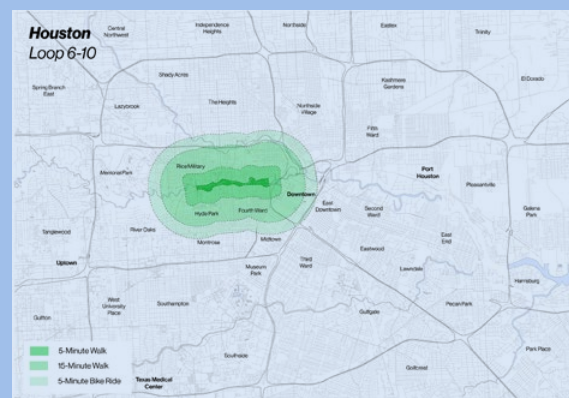 Houston
Loop 6-10
Central
Northwest
Independence
Heights
Northside
Eastex
Trinity
El Dorado
Shady Acres
Kashmere
Gardens
Spring Branch
East
Lazybrook
The Heights
Northside
Village
Fifth
Ward
Memorial Park
Rice Military
Port
Houston
Pleasantville
Downtown
East
Downtown
Second
Ward
Galena
Park
Hyde Park
Fourth Ward
River Oaks
Tanglewood
Montrose
Midtown
Eastwood
East
End
Uptown
Museum
Park
Third
Ward
Lawndale
Harrisburg
West
University
Place
Southampton
Pecan Park
Gulfton
Gulfgate
Park Place
5-Minute Walk
15-Minute Walk
5-Minute Bike Ride
Southside
Golfcrest
Texas Medical
Center